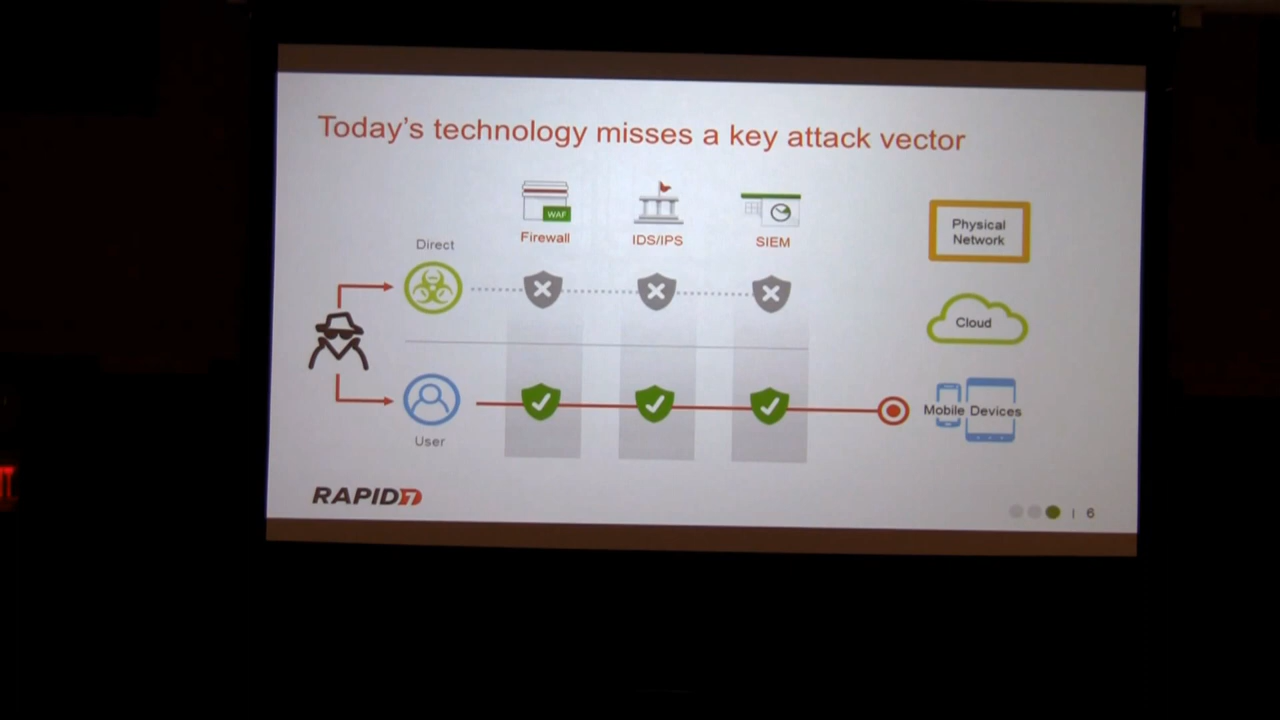 Today's technology misses a key attack vector
WAF
Firewall
IDS/IPS
SIEM
Direct
User
Physical
Network
Cloud
Mobile Devices
RAPID7
| 6